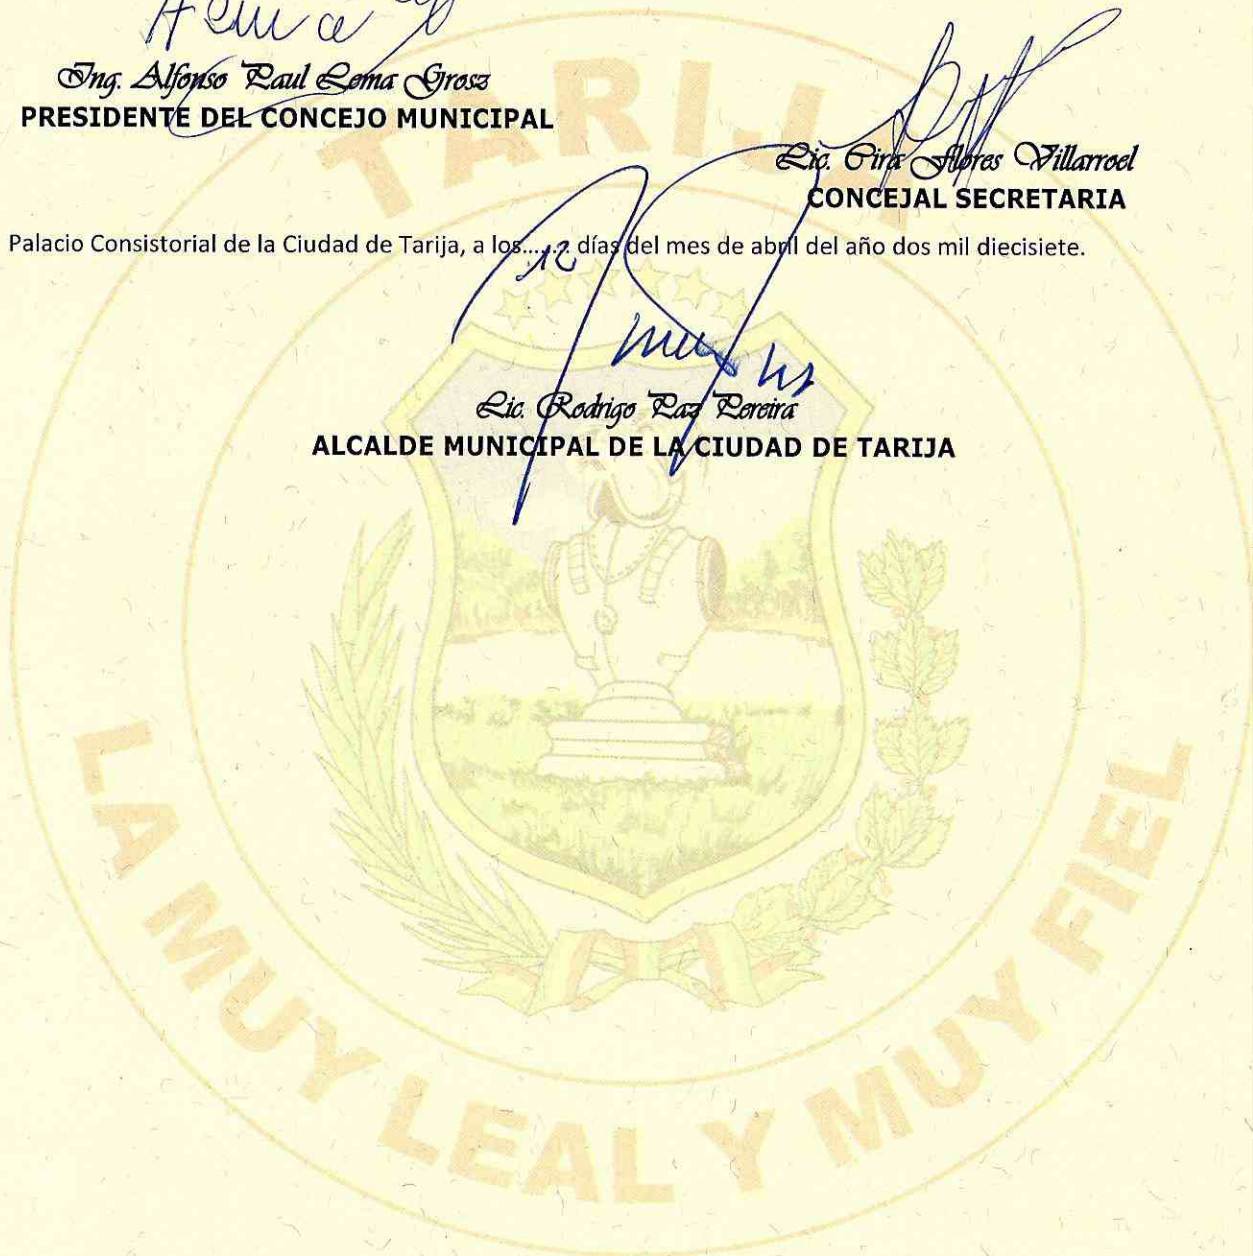 Ing. Alfonso Paul Lema Grosz
PRESIDENTE DEL CONCEJO MUNICIPAL
Lic. Cira Flores Villarroel
CONCEJAL SECRETARIA
Palacio Consistorial de la Ciudad de Tarija, a los...12... días del mes de abril del año dos mil diecisiete.
Lic. Rodrigo Paz Pereira
ALCALDE MUNICIPAL DE LA CIUDAD DE TARIJA
TARIJA
LA MUY LEAL Y MUY FIEL